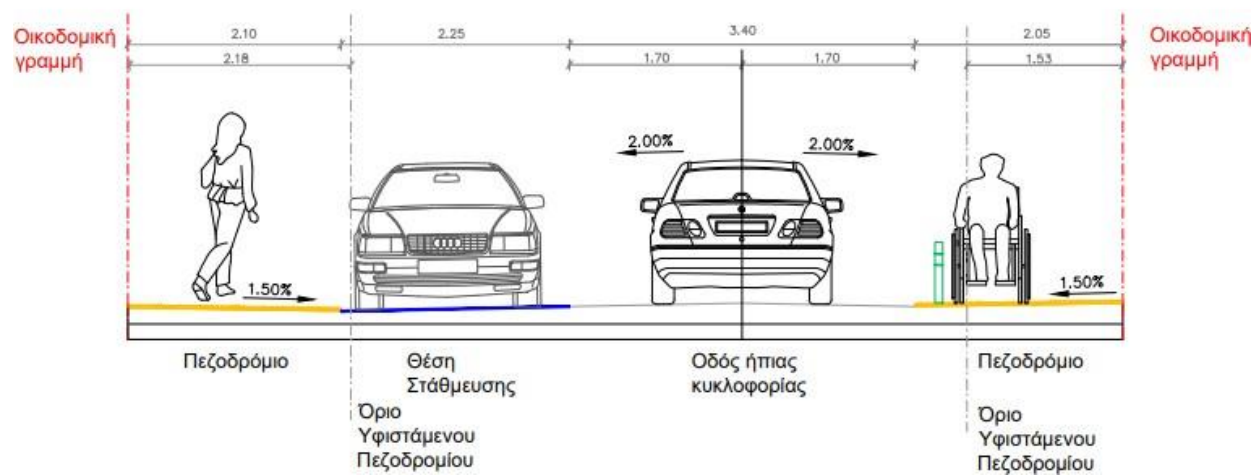 2.10 2.25 3.40 2.05
Οικοδομική
γραμμή
Οικοδομική
γραμμή
2.18 1.70 1.70 1.53
2.00% 2.00%
1.50% 1.50%
Πεζοδρόμιο
Θέση
Στάθμευσης
Οδός ήπιας
κυκλοφορίας
Πεζοδρόμιο
Όριο
Υφιστάμενου
Πεζοδρομίου
Όριο
Υφιστάμενου
Πεζοδρομίου